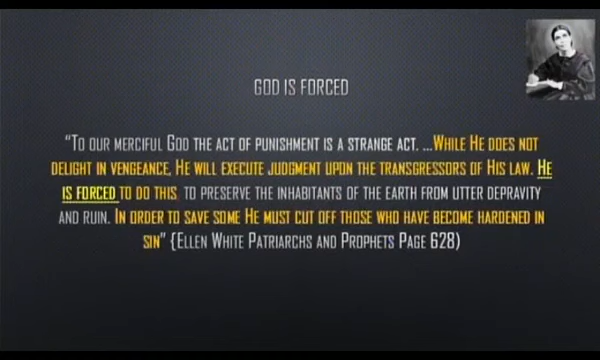 GOD IS FORCED
“TO OUR MERCIFUL GOD THE ACT OF PUNISHMENT IS A STRANGE ACT. ...WHILE HE DOES NOT
DELIGHT IN VENGEANCE, HE WILL EXECUTE JUDGMENT UPON THE TRANSGRESSORS OF HIS LAW. HE
IS FORCED TO DO THIS, TO PRESERVE THE INHABITANTS OF THE EARTH FROM UTTER DEPRAVITY
AND RUIN. IN ORDER TO SAVE SOME HE MUST CUT OFF THOSE WHO HAVE BECOME HARDENED IN
SIN” {ELLEN WHITE PATRIARCHS AND PROPHETS PAGE 628)